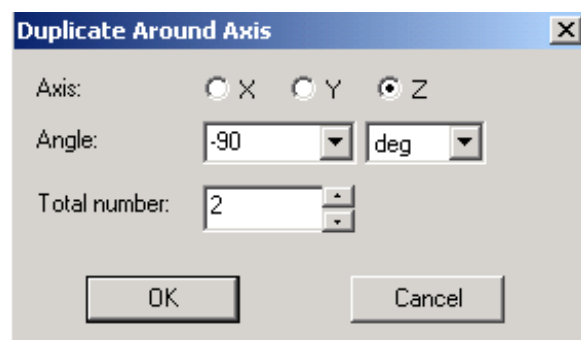 Duplicate Around Axis
Axis: X Y Z
Angle: -90 deg
Total number: 2
OK Cancel